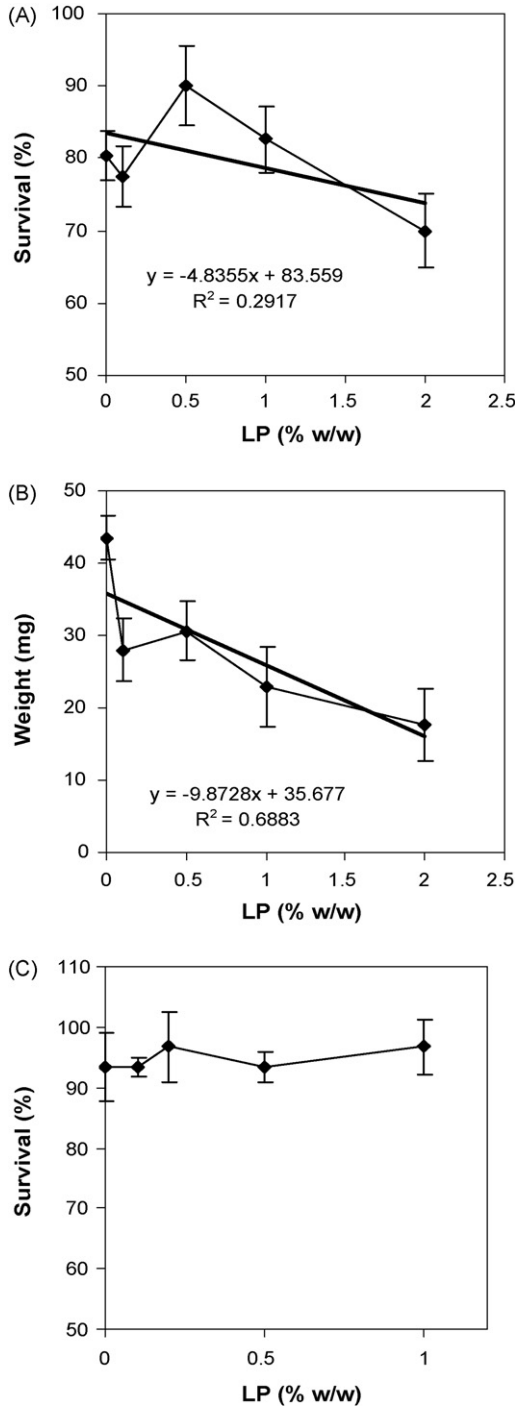 (A)
100
90
80
70
60
50
Survival (%)
y = -4.8355x + 83.559
R² = 0.2917
0 0.5 1 1.5 2 2.5
LP (% w/w)
(B)
50
40
30
20
10
0
Weight (mg)
y = -9.8728x + 35.677
R² = 0.6883
0 0.5 1 1.5 2 2.5
LP (% w/w)
(C)
110
100
90
80
70
60
50
Survival (%)
0 0.5 1
LP (% w/w)